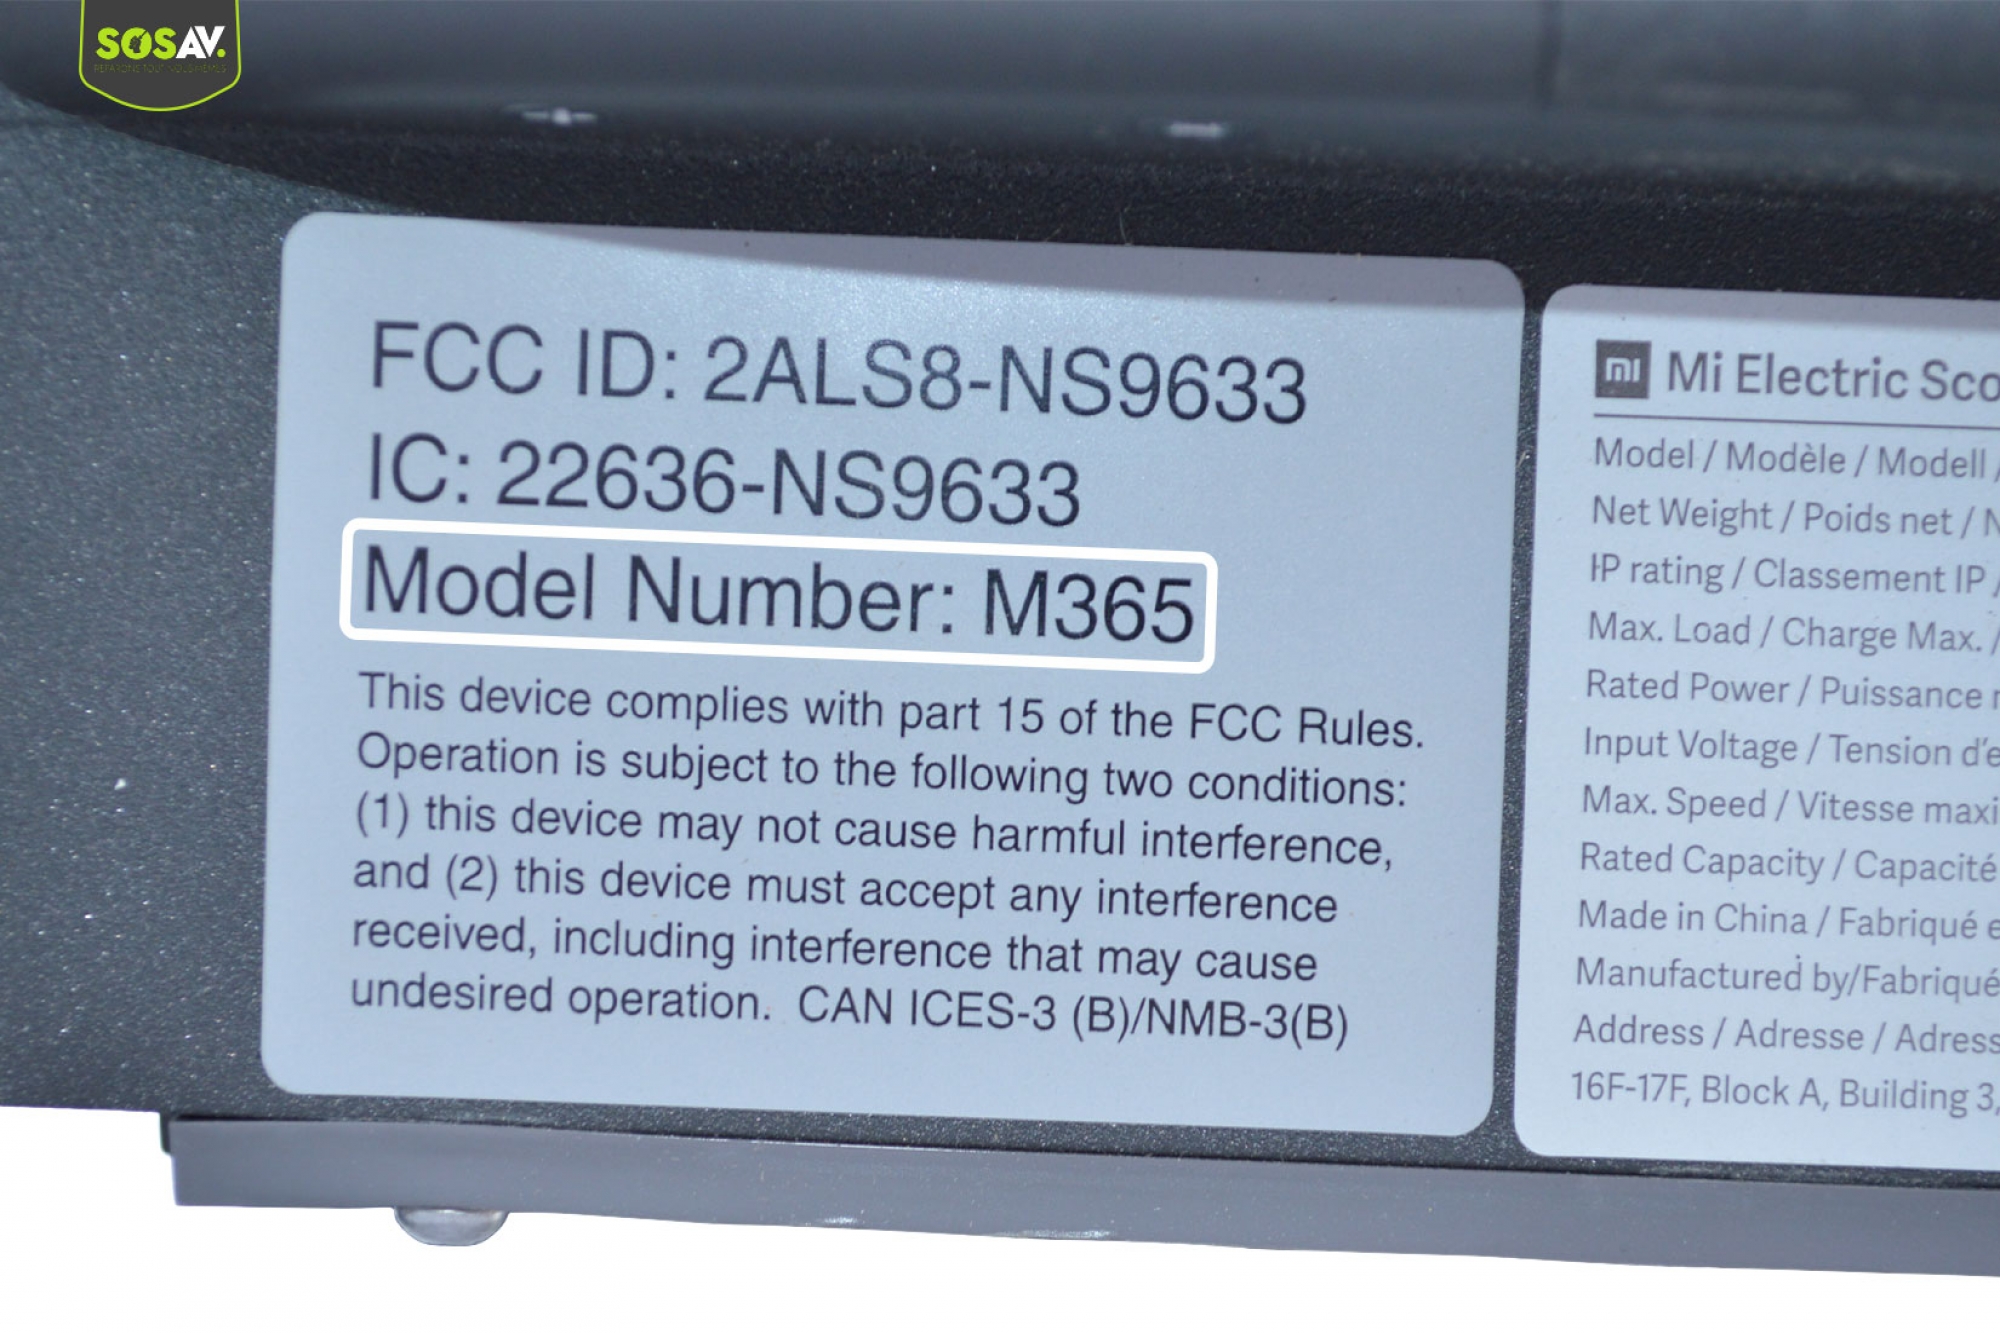 SOSAV.
FCC ID: 2ALS8-NS9633
IC: 22636-NS9633
Model Number: M365
This device complies with part 15 of the FCC Rules.
Operation is subject to the following two conditions:
(1) this device may not cause harmful interference,
and (2) this device must accept any interference
received, including interference that may cause
undesired operation. CAN ICES-3 (B)/NMB-3(B)
mi Mi Electric Sco
Model / Modèle / Modell /
Net Weight / Poids net / N
IP rating / Classement IP /
Max. Load / Charge Max. /
Rated Power / Puissance n
Input Voltage / Tension d'e
Max. Speed / Vitesse maxi
Rated Capacity / Capacité
Made in China / Fabriqué e
Manufactured by/Fabriqué
Address / Adresse / Adress
16F-17F, Block A, Building 3,